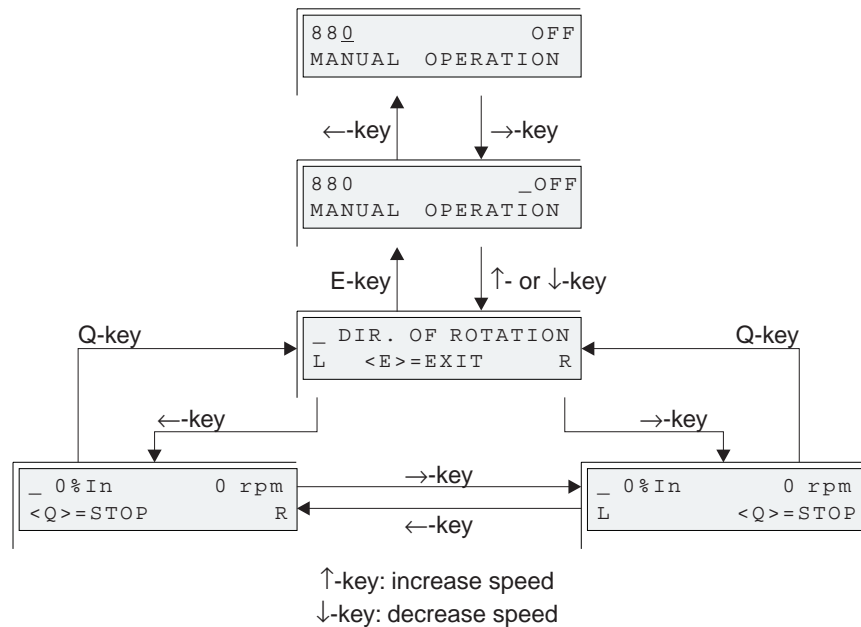 880 OFF
MANUAL OPERATION
←-key →-key
880 _OFF
MANUAL OPERATION
E-key ↑- or ↓-key
Q-key Q-key
_ DIR. OF ROTATION
L <E>=EXIT R
←-key →-key
_ 0%In 0 rpm
<Q>=STOP R
→-key
←-key
_ 0%In 0 rpm
L <Q>=STOP
↑-key: increase speed
↓-key: decrease speed